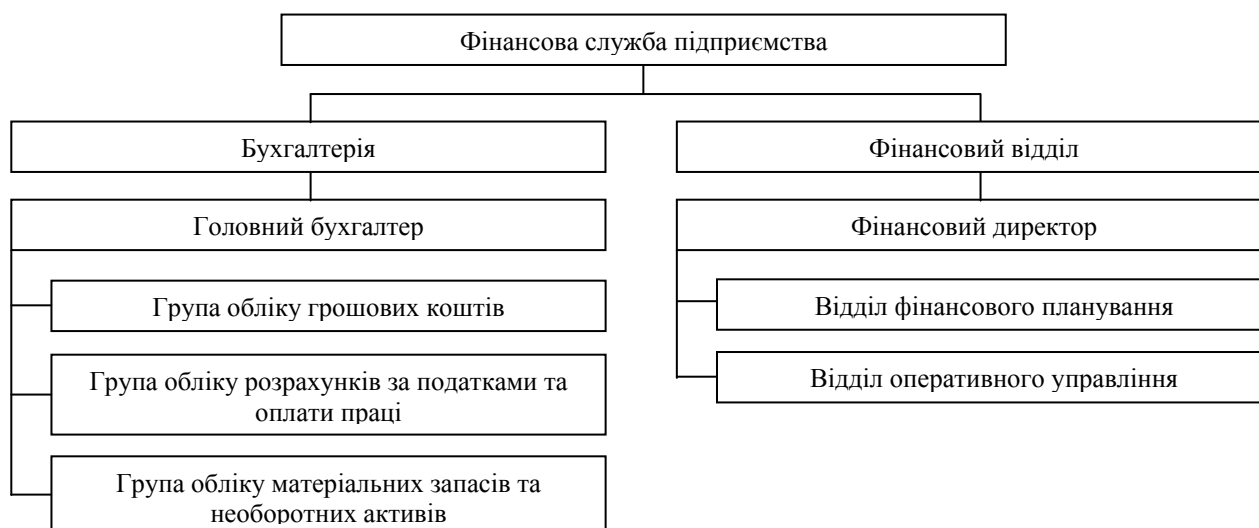 Фінансова служба підприємства
Бухгалтерія
Фінансовий відділ
Головний бухгалтер
Фінансовий директор
Група обліку грошових коштів
Відділ фінансового планування
Група обліку розрахунків за податками та
оплати праці
Відділ оперативного управління
Група обліку матеріальних запасів та
необоротних активів